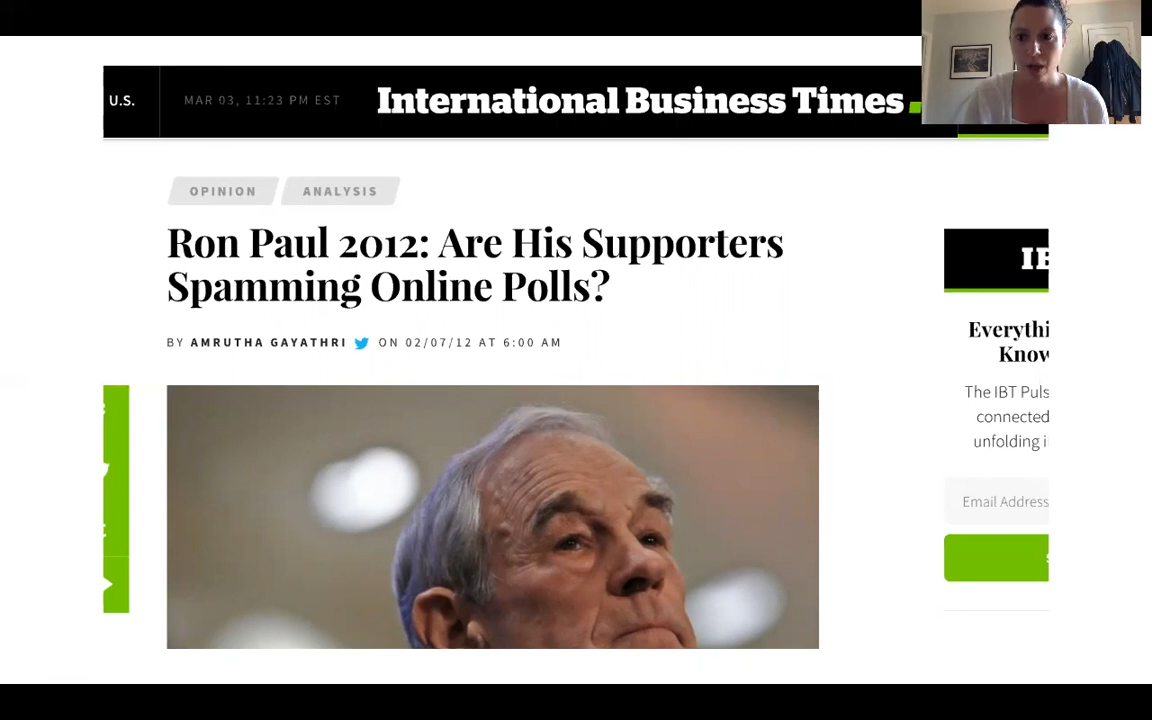 U.S.
MAR 03, 11:23 PM EST
International Business Times
OPINION
ANALYSIS
Ron Paul 2012: Are His Supporters
Spamming Online Polls?
BY AMRUTHA GAYATHRI ON 02/07/12 AT 6:00 AM
IB
Everythi
Know
The IBT Puls
connected
unfolding i
Email Address